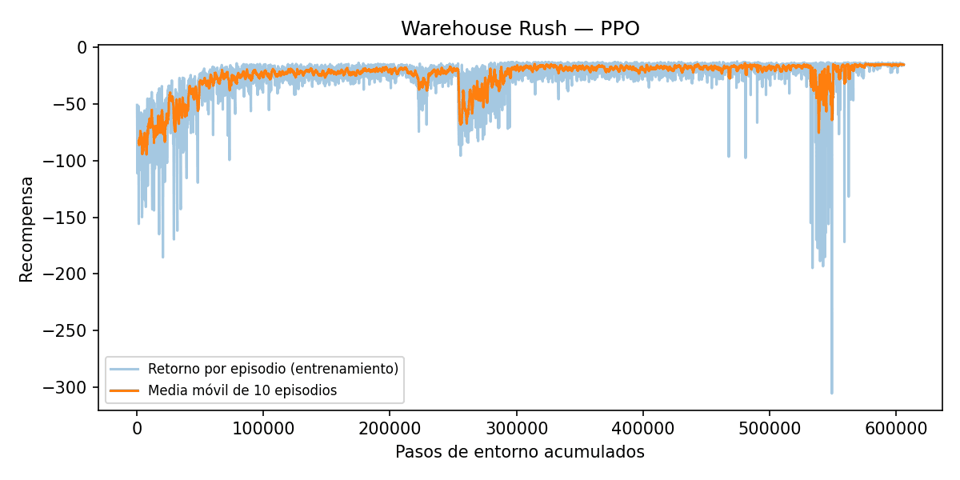 Warehouse Rush — PPO
Recompensa
0
−50
−100
−150
−200
−250
−300
Retorno por episodio (entrenamiento)
Media móvil de 10 episodios
0 100000 200000 300000 400000 500000 600000
Pasos de entorno acumulados